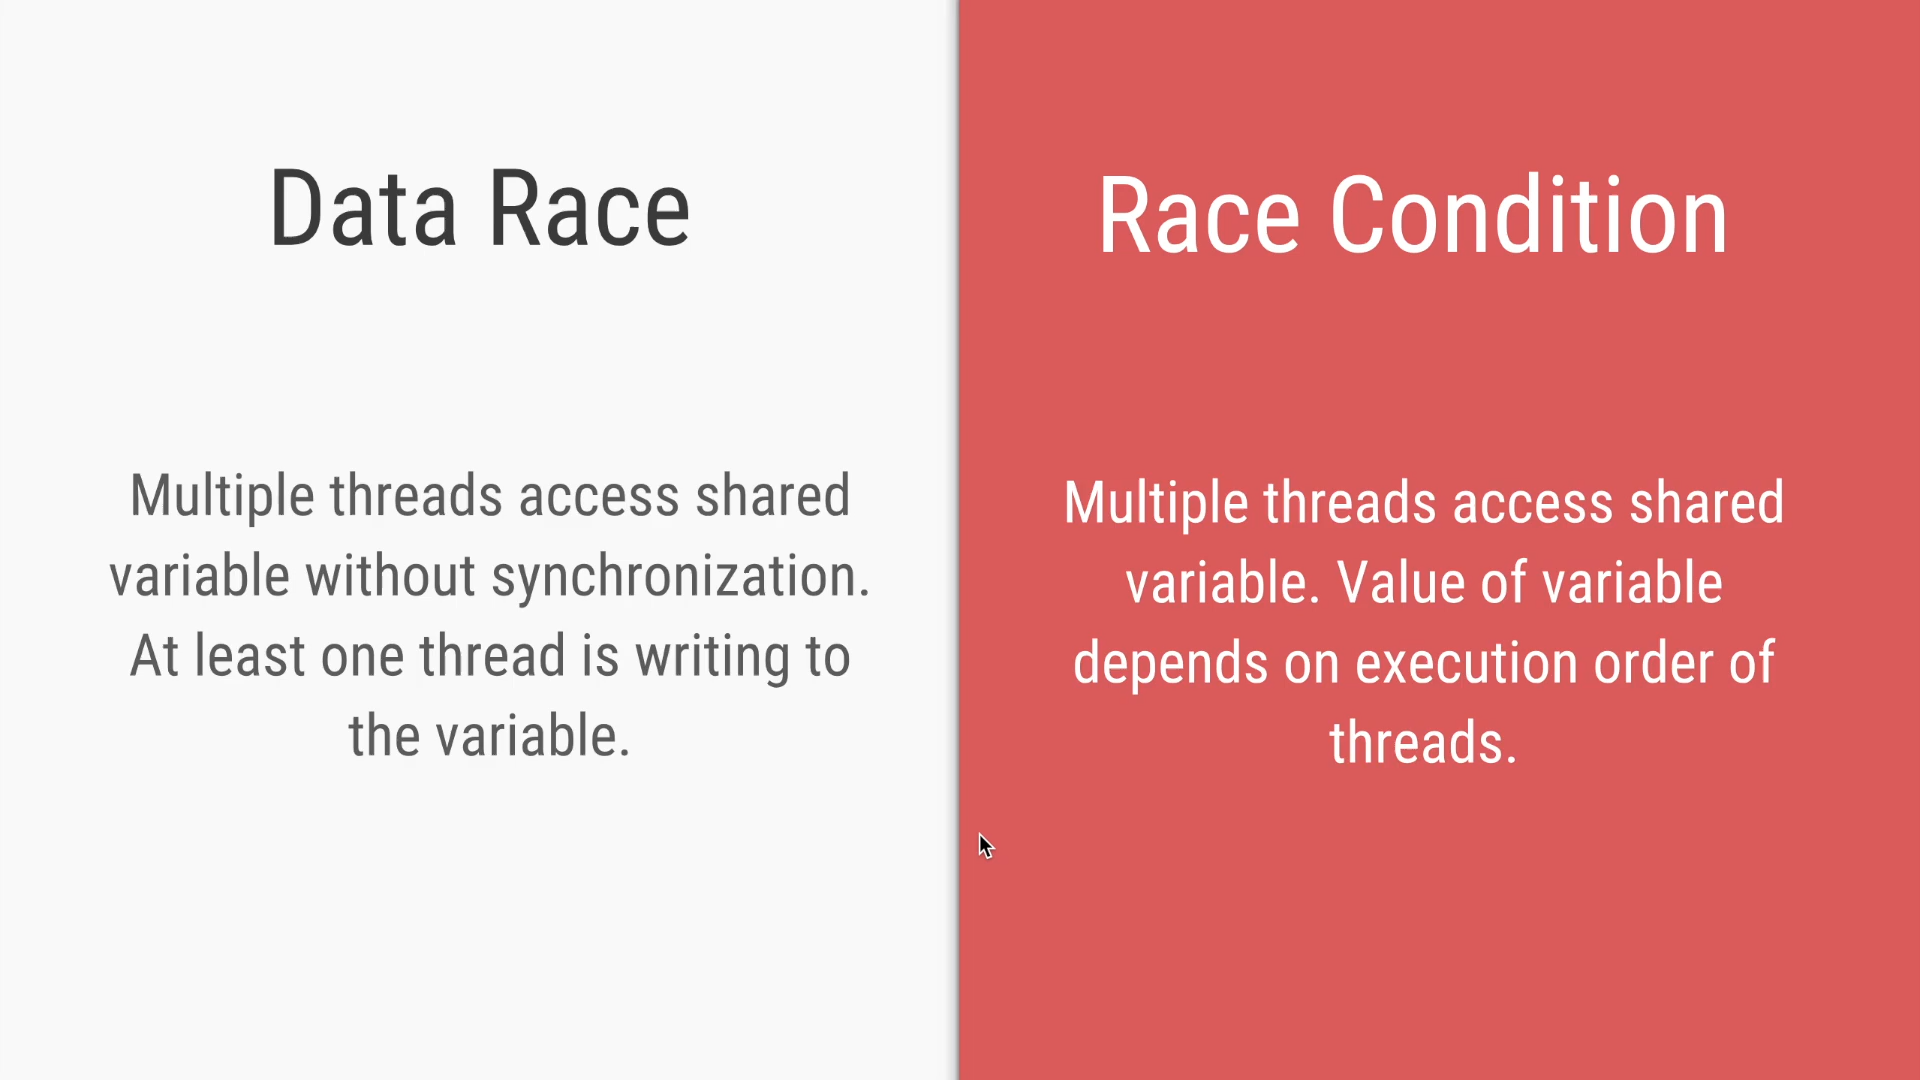 Data Race
Multiple threads access shared
variable without synchronization.
At least one thread is writing to
the variable.
Race Condition
Multiple threads access shared
variable. Value of variable
depends on execution order of
threads.